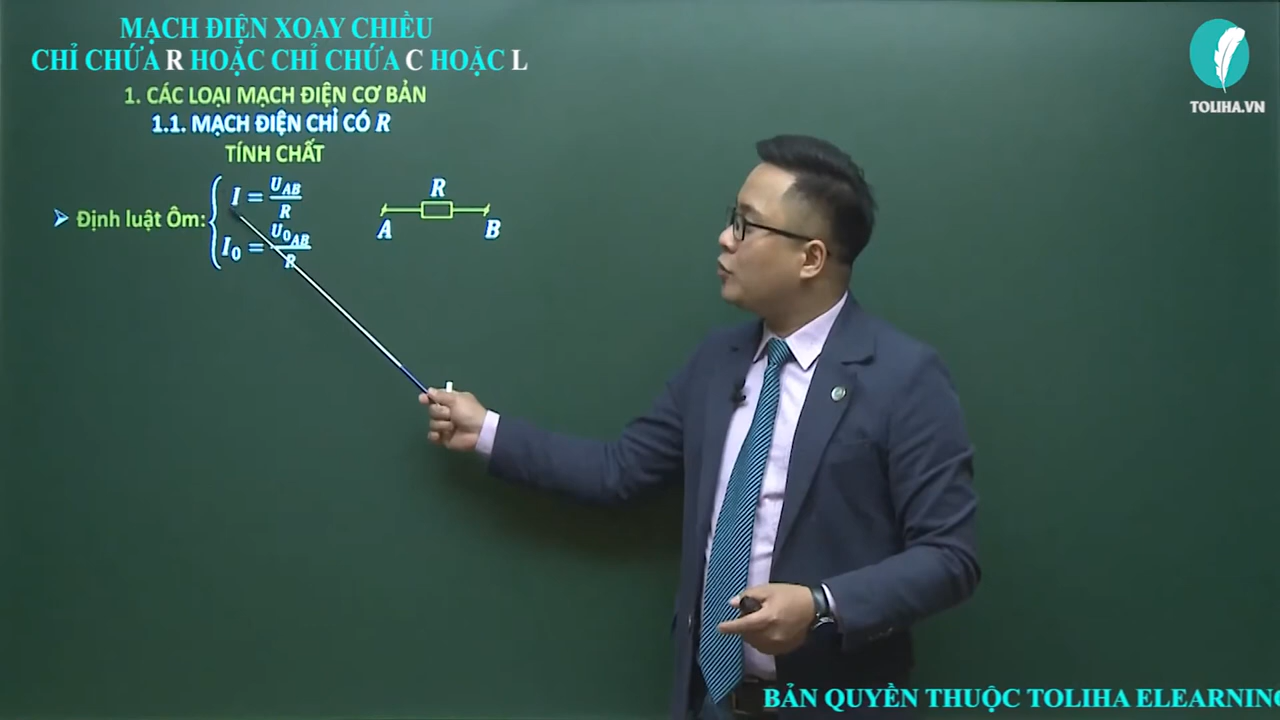 MẠCH ĐIỆN XOAY CHIỀU
CHỈ CHỨA R HOẶC CHỈ CHỨA C HOẶC L
1. CÁC LOẠI MẠCH ĐIỆN CƠ BẢN
1.1. MẠCH ĐIỆN CHỈ CÓ R
TÍNH CHẤT
➢ Định luật Ôm: { I = U_AB / R
I_0 = U_0AB / R
R
A B
TOLIHA.VN
BẢN QUYỀN THUỘC TOLIHA ELEARNING